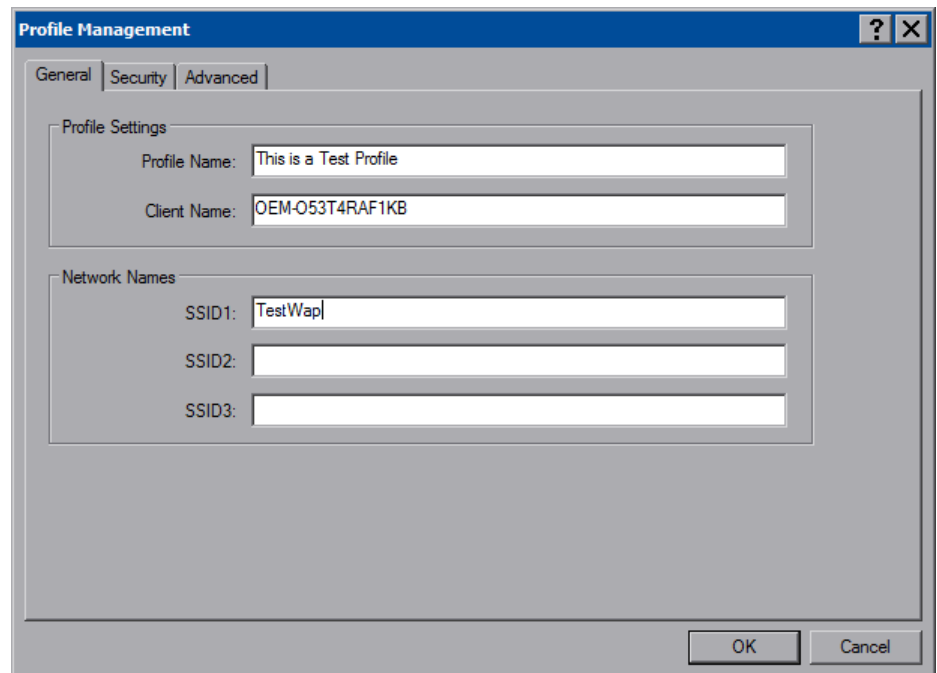 Profile Management
General Security Advanced
Profile Settings
Profile Name: This is a Test Profile
Client Name: OEM-O53T4RAF1KB
Network Names
SSID1: TestWap
SSID2:
SSID3:
OK Cancel